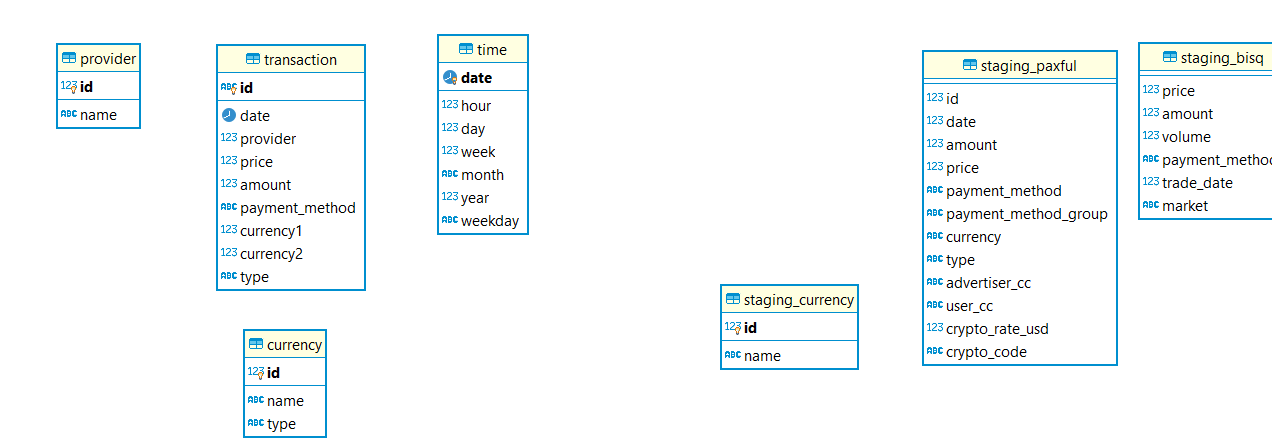 provider
123 id
ABC name
transaction
ABC id
date
123 provider
123 price
123 amount
ABC payment_method
123 currency1
123 currency2
ABC type
time
date
123 hour
123 day
123 week
ABC month
123 year
ABC weekday
currency
123 id
ABC name
ABC type
staging_currency
123 id
ABC name
staging_paxful
123 id
123 date
123 amount
123 price
ABC payment_method
ABC payment_method_group
ABC currency
ABC type
ABC advertiser_cc
ABC user_cc
123 crypto_rate_usd
ABC crypto_code
staging_bisq
123 price
123 amount
123 volume
ABC payment_metho
123 trade_date
ABC market